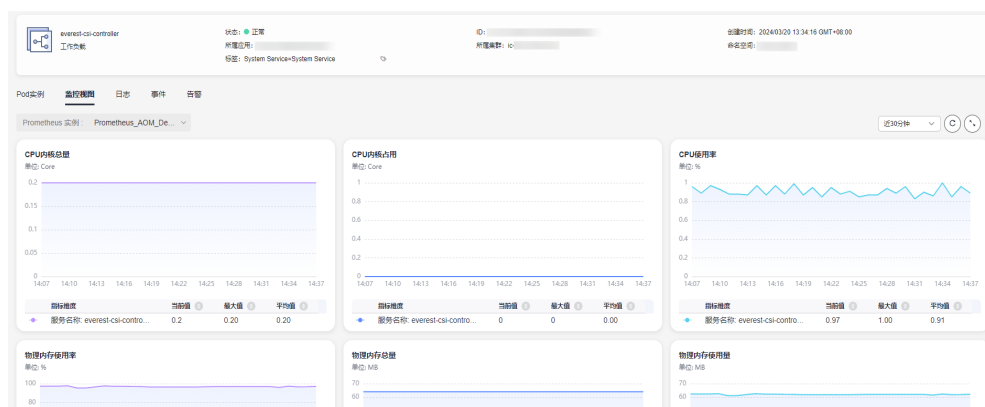 everest-csi-controller
工作负载
状态: 正常
所属应用:
标签: System Service=System Service
ID:
所属集群: ic-
创建时间: 2024/03/20 13:34:16 GMT+08:00
命名空间:
Pod实例 监控视图 日志 事件 告警
Prometheus 实例: Prometheus_AOM_De...
近30分钟
CPU内核总量
单位: Core
0.2
0.15
0.1
0.05
0
14:07 14:10 14:13 14:16 14:19 14:22 14:25 14:28 14:31 14:34 14:37
指标维度 当前值 最大值 平均值
服务名称: everest-csi-contro... 0.2 0.20 0.20
CPU内核占用
单位: Core
1
0.8
0.6
0.4
0.2
0
14:07 14:10 14:13 14:16 14:19 14:22 14:25 14:28 14:31 14:34 14:37
指标维度 当前值 最大值 平均值
服务名称: everest-csi-contro... 0 0 0.00
CPU使用率
单位: %
1
0.8
0.6
0.4
0.2
0
14:07 14:10 14:13 14:16 14:19 14:22 14:25 14:28 14:31 14:34 14:37
指标维度 当前值 最大值 平均值
服务名称: everest-csi-contro... 0.97 1.00 0.91
物理内存使用率
单位: %
100
80
物理内存总量
单位: MB
70
60
物理内存使用量
单位: MB
70
60